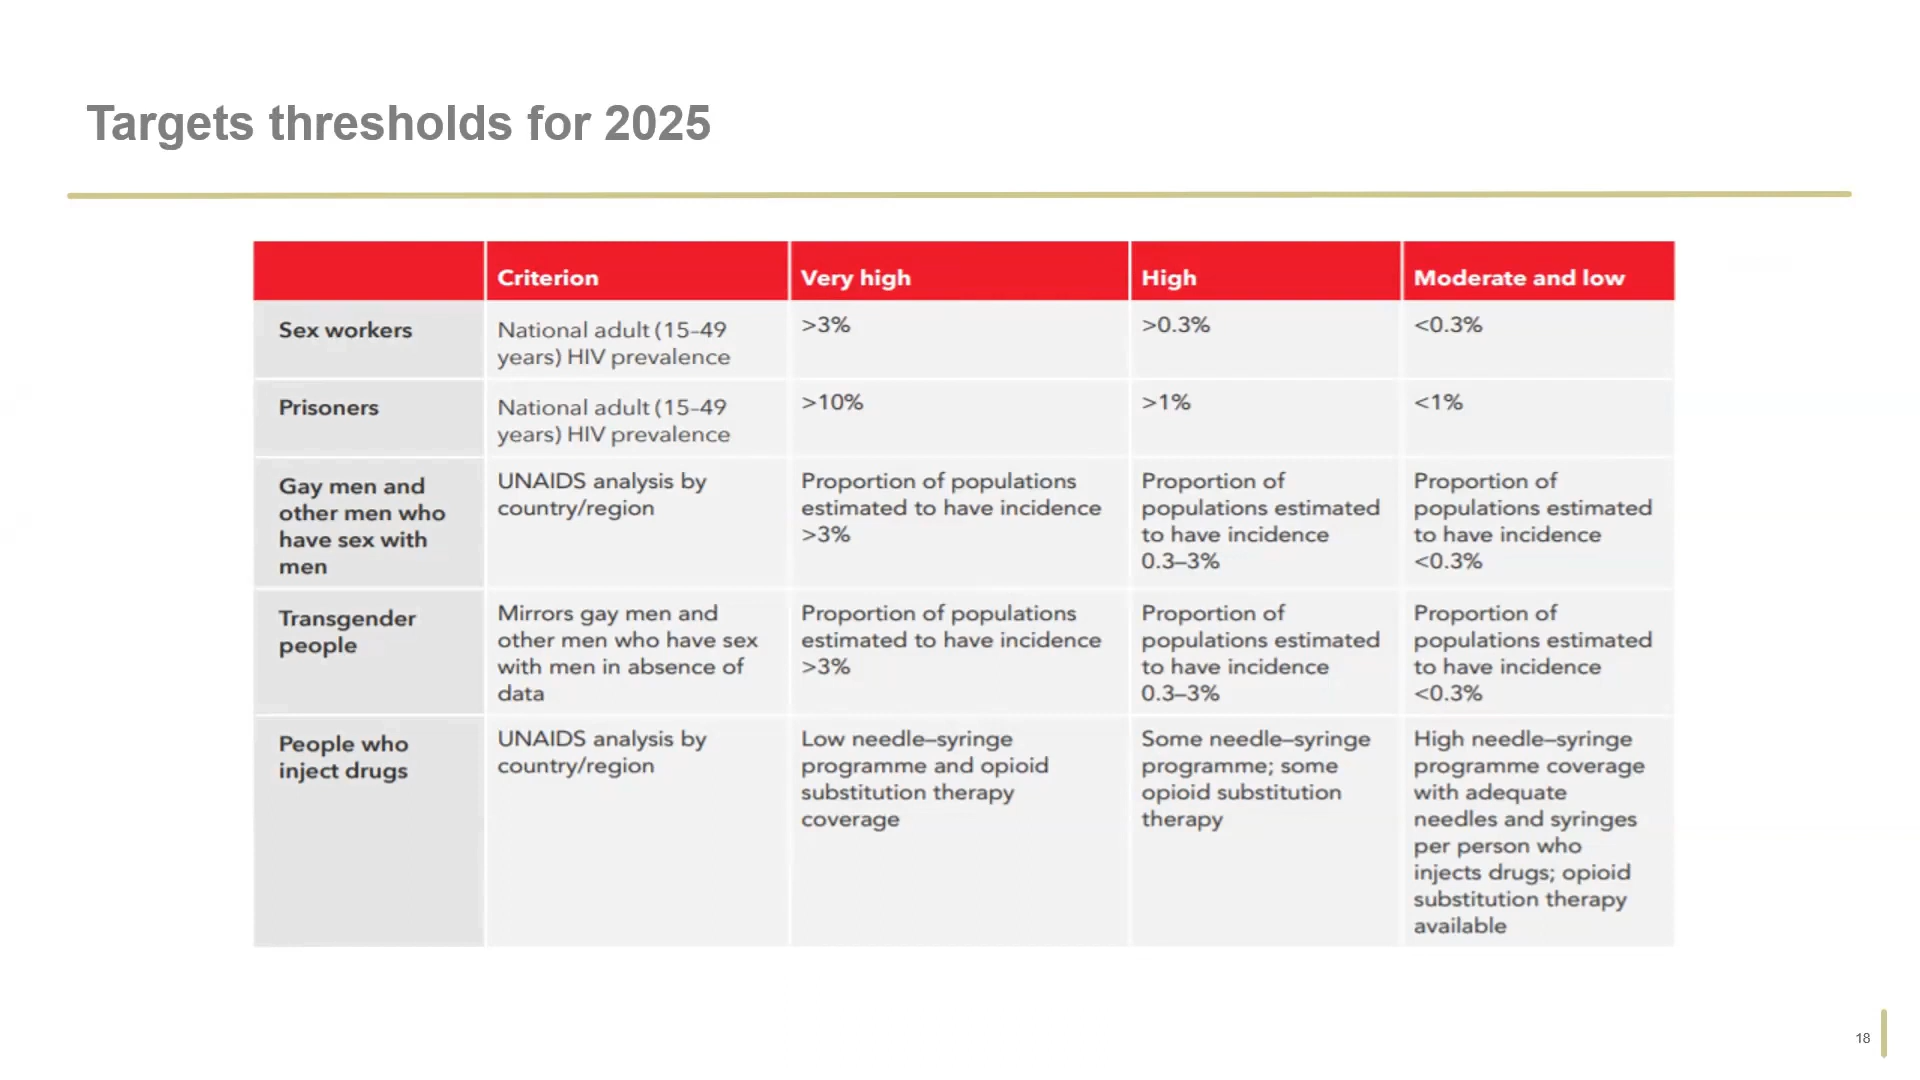 Targets thresholds for 2025
Criterion
Very high
High
Moderate and low
Sex workers
National adult (15–49
years) HIV prevalence
>3%
>0.3%
<0.3%
Prisoners
National adult (15–49
years) HIV prevalence
>10%
>1%
<1%
Gay men and
other men who
have sex with
men
UNAIDS analysis by
country/region
Proportion of populations
estimated to have incidence
>3%
Proportion of
populations estimated
to have incidence
0.3–3%
Proportion of
populations estimated
to have incidence
<0.3%
Transgender
people
Mirrors gay men and
other men who have sex
with men in absence of
data
Proportion of populations
estimated to have incidence
>3%
Proportion of
populations estimated
to have incidence
0.3–3%
Proportion of
populations estimated
to have incidence
<0.3%
People who
inject drugs
UNAIDS analysis by
country/region
Low needle–syringe
programme and opioid
substitution therapy
coverage
Some needle–syringe
programme; some
opioid substitution
therapy
High needle–syringe
programme coverage
with adequate
needles and syringes
per person who
injects drugs; opioid
substitution therapy
available
18